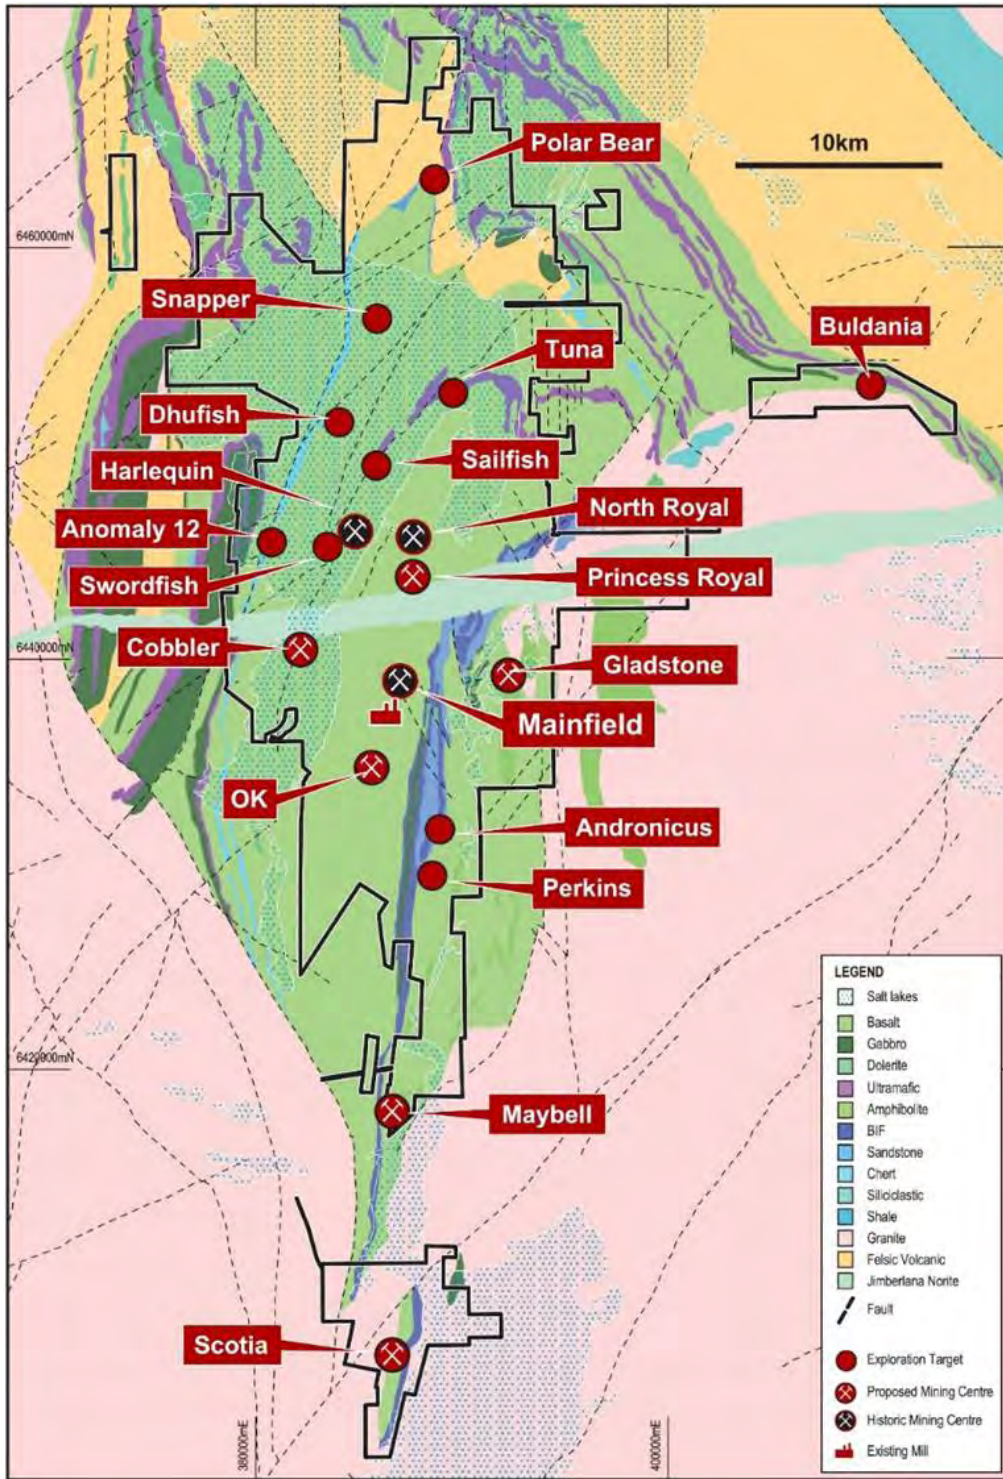 Polar Bear
10km
6460000mN
Snapper
Buldania
Tuna
Dhufish
Harlequin
Sailfish
Anomaly 12
North Royal
Swordfish
Princess Royal
Cobbler
6440000mN
Gladstone
Mainfield
OK
Andronicus
Perkins
LEGEND
Salt lakes
Basalt
Gabbro
Dolerite
Ultramafic
Amphibolite
BIF
Sandstone
Chert
Siliciclastic
Shale
Granite
Felsic Volcanic
Jimberlana Norite
Fault
Exploration Target
Proposed Mining Centre
Historic Mining Centre
Existing Mill
6420000mN
Maybell
Scotia
380000mE
400000mE